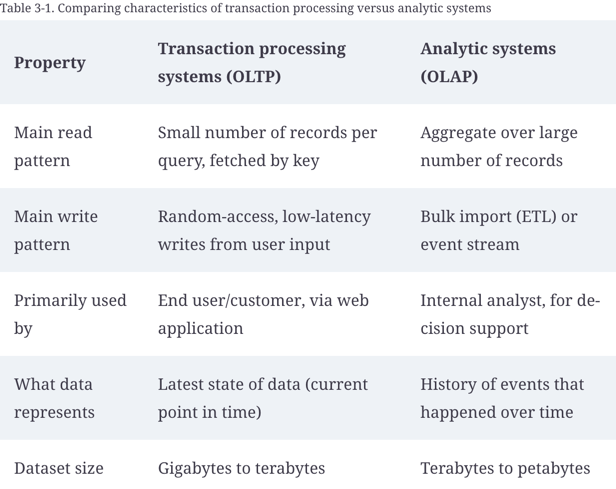 Table 3-1. Comparing characteristics of transaction processing versus analytic systems
Property
Transaction processing
systems (OLTP)
Analytic systems
(OLAP)
Main read
pattern
Small number of records per
query, fetched by key
Aggregate over large
number of records
Main write
pattern
Random-access, low-latency
writes from user input
Bulk import (ETL) or
event stream
Primarily used
by
End user/customer, via web
application
Internal analyst, for de-
cision support
What data
represents
Latest state of data (current
point in time)
History of events that
happened over time
Dataset size
Gigabytes to terabytes
Terabytes to petabytes